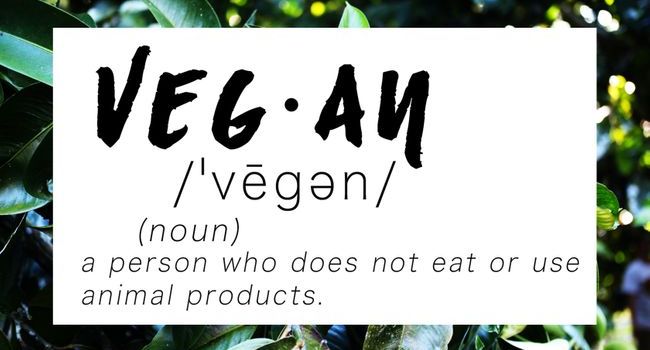 VEG·AN
/ˈvēgən/
(noun)
a person who does not eat or use
animal products.